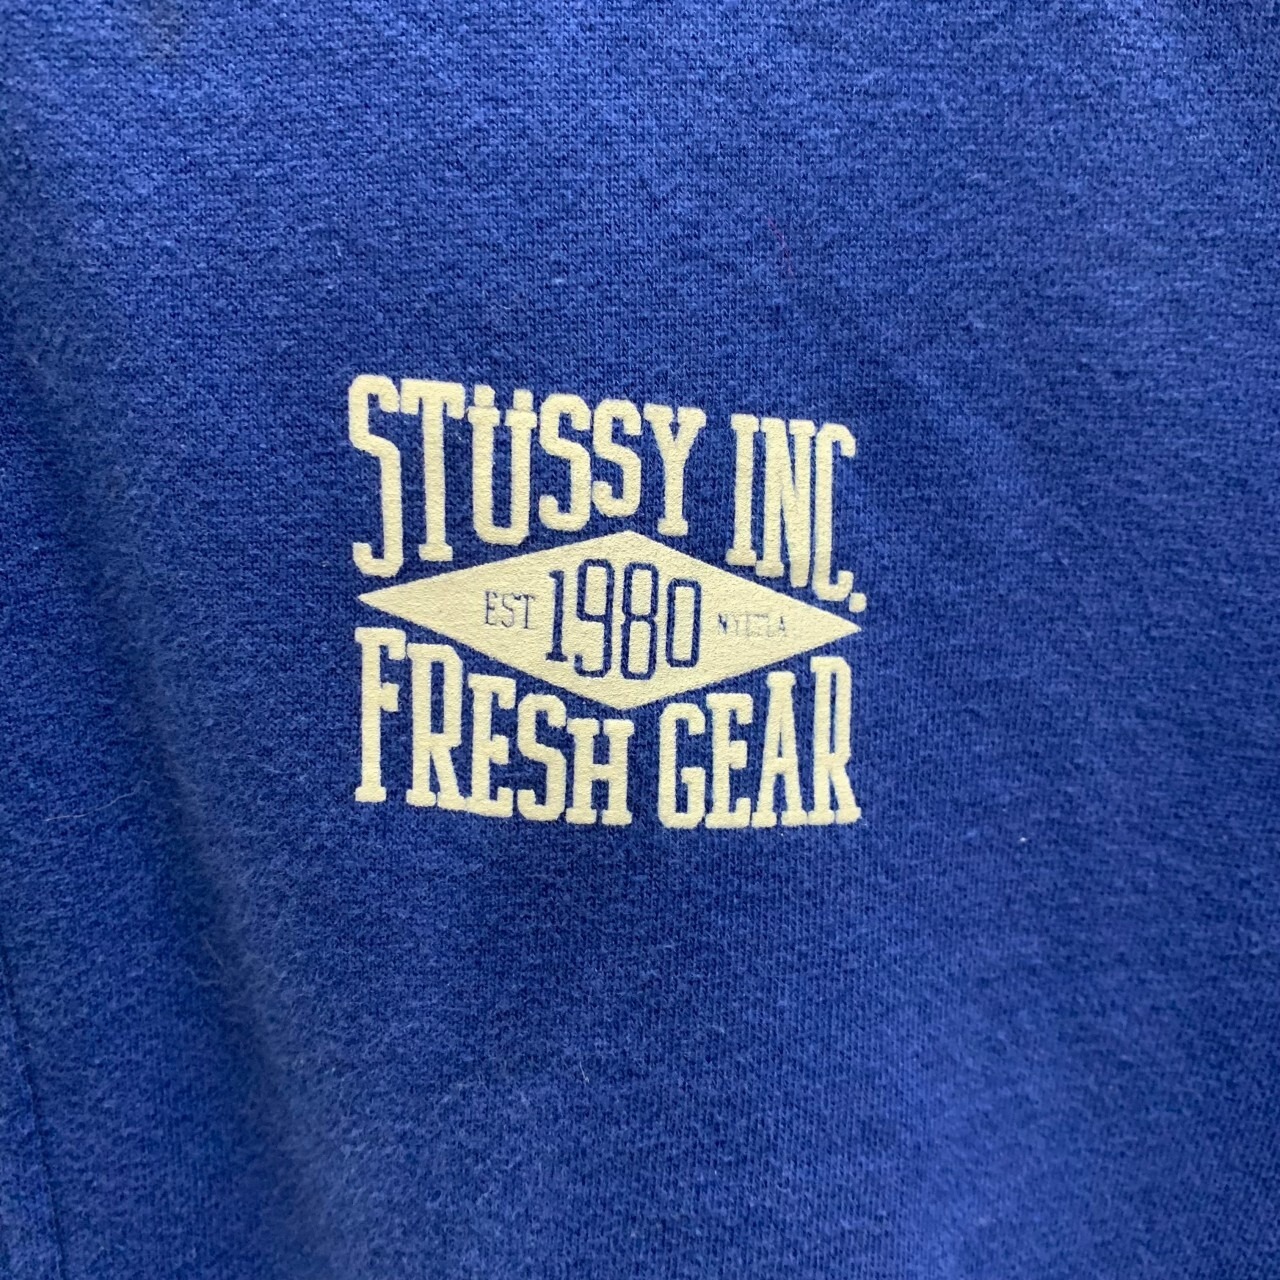 STÜSSY INC.
EST 1980
FRESH GEAR